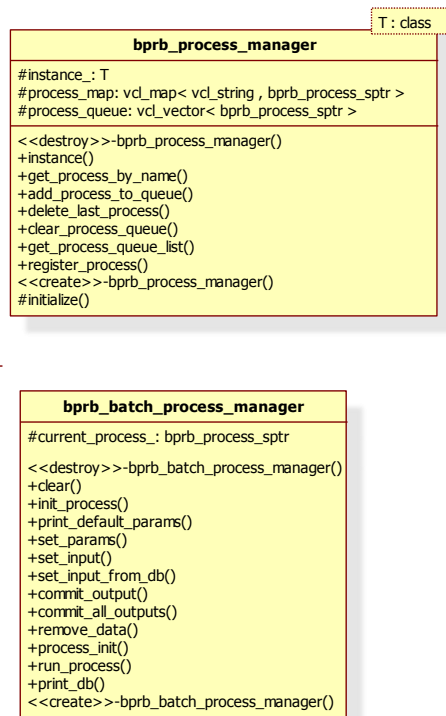 T : class
bprb_process_manager
#instance_: T
#process_map: vcl_map< vcl_string , bprb_process_sptr >
#process_queue: vcl_vector< bprb_process_sptr >
<<destroy>>-bprb_process_manager()
+instance()
+get_process_by_name()
+add_process_to_queue()
+delete_last_process()
+clear_process_queue()
+get_process_queue_list()
+register_process()
<<create>>-bprb_process_manager()
#initialize()
bprb_batch_process_manager
#current_process_: bprb_process_sptr
<<destroy>>-bprb_batch_process_manager()
+clear()
+init_process()
+print_default_params()
+set_params()
+set_input()
+set_input_from_db()
+commit_output()
+commit_all_outputs()
+remove_data()
+process_init()
+run_process()
+print_db()
<<create>>-bprb_batch_process_manager()